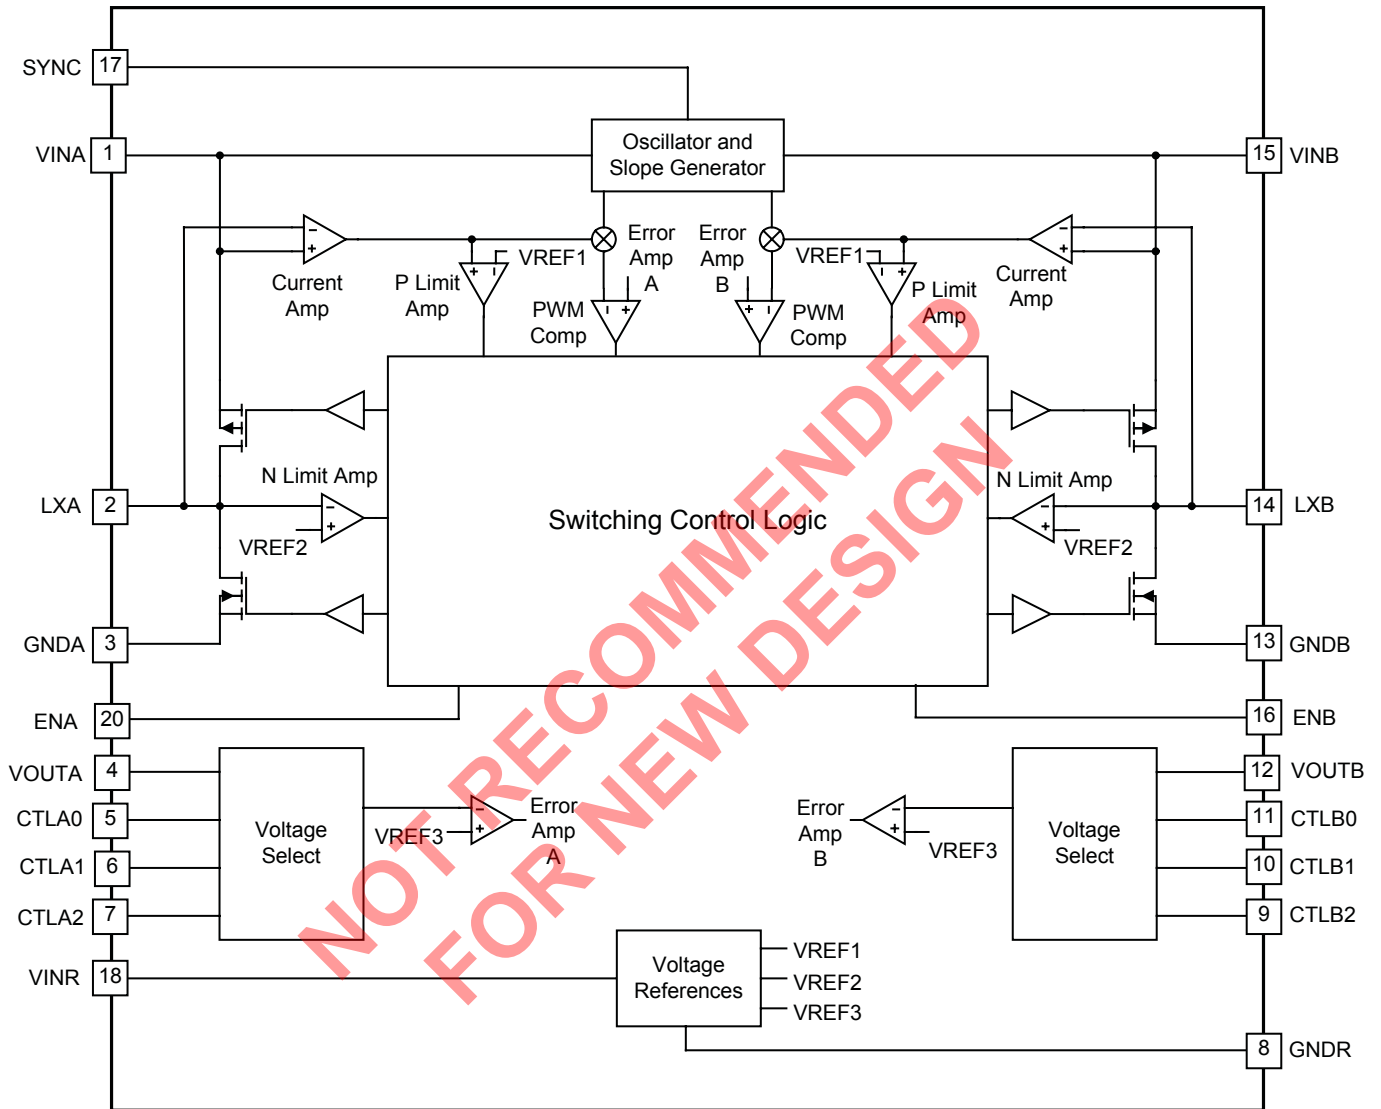 SYNC 17
VINA 1
Oscillator and
Slope Generator
15 VINB
Error
Amp
A
Error
Amp
B
VREF1
VREF1
Current
Amp
P Limit
Amp
PWM
Comp
PWM
Comp
P Limit
Amp
Current
Amp
N Limit Amp
N Limit Amp
LXA 2
Switching Control Logic
14 LXB
VREF2
VREF2
GNDA 3
13 GNDB
ENA 20
16 ENB
VOUTA 4
12 VOUTB
CTLA0 5
11 CTLB0
CTLA1 6
10 CTLB1
CTLA2 7
9 CTLB2
Voltage
Select
VREF3
Error
Amp
A
Error
Amp
B
VREF3
Voltage
Select
VINR 18
Voltage
References
VREF1
VREF2
VREF3
8 GNDR
NOT RECOMMENDED
FOR NEW DESIGN